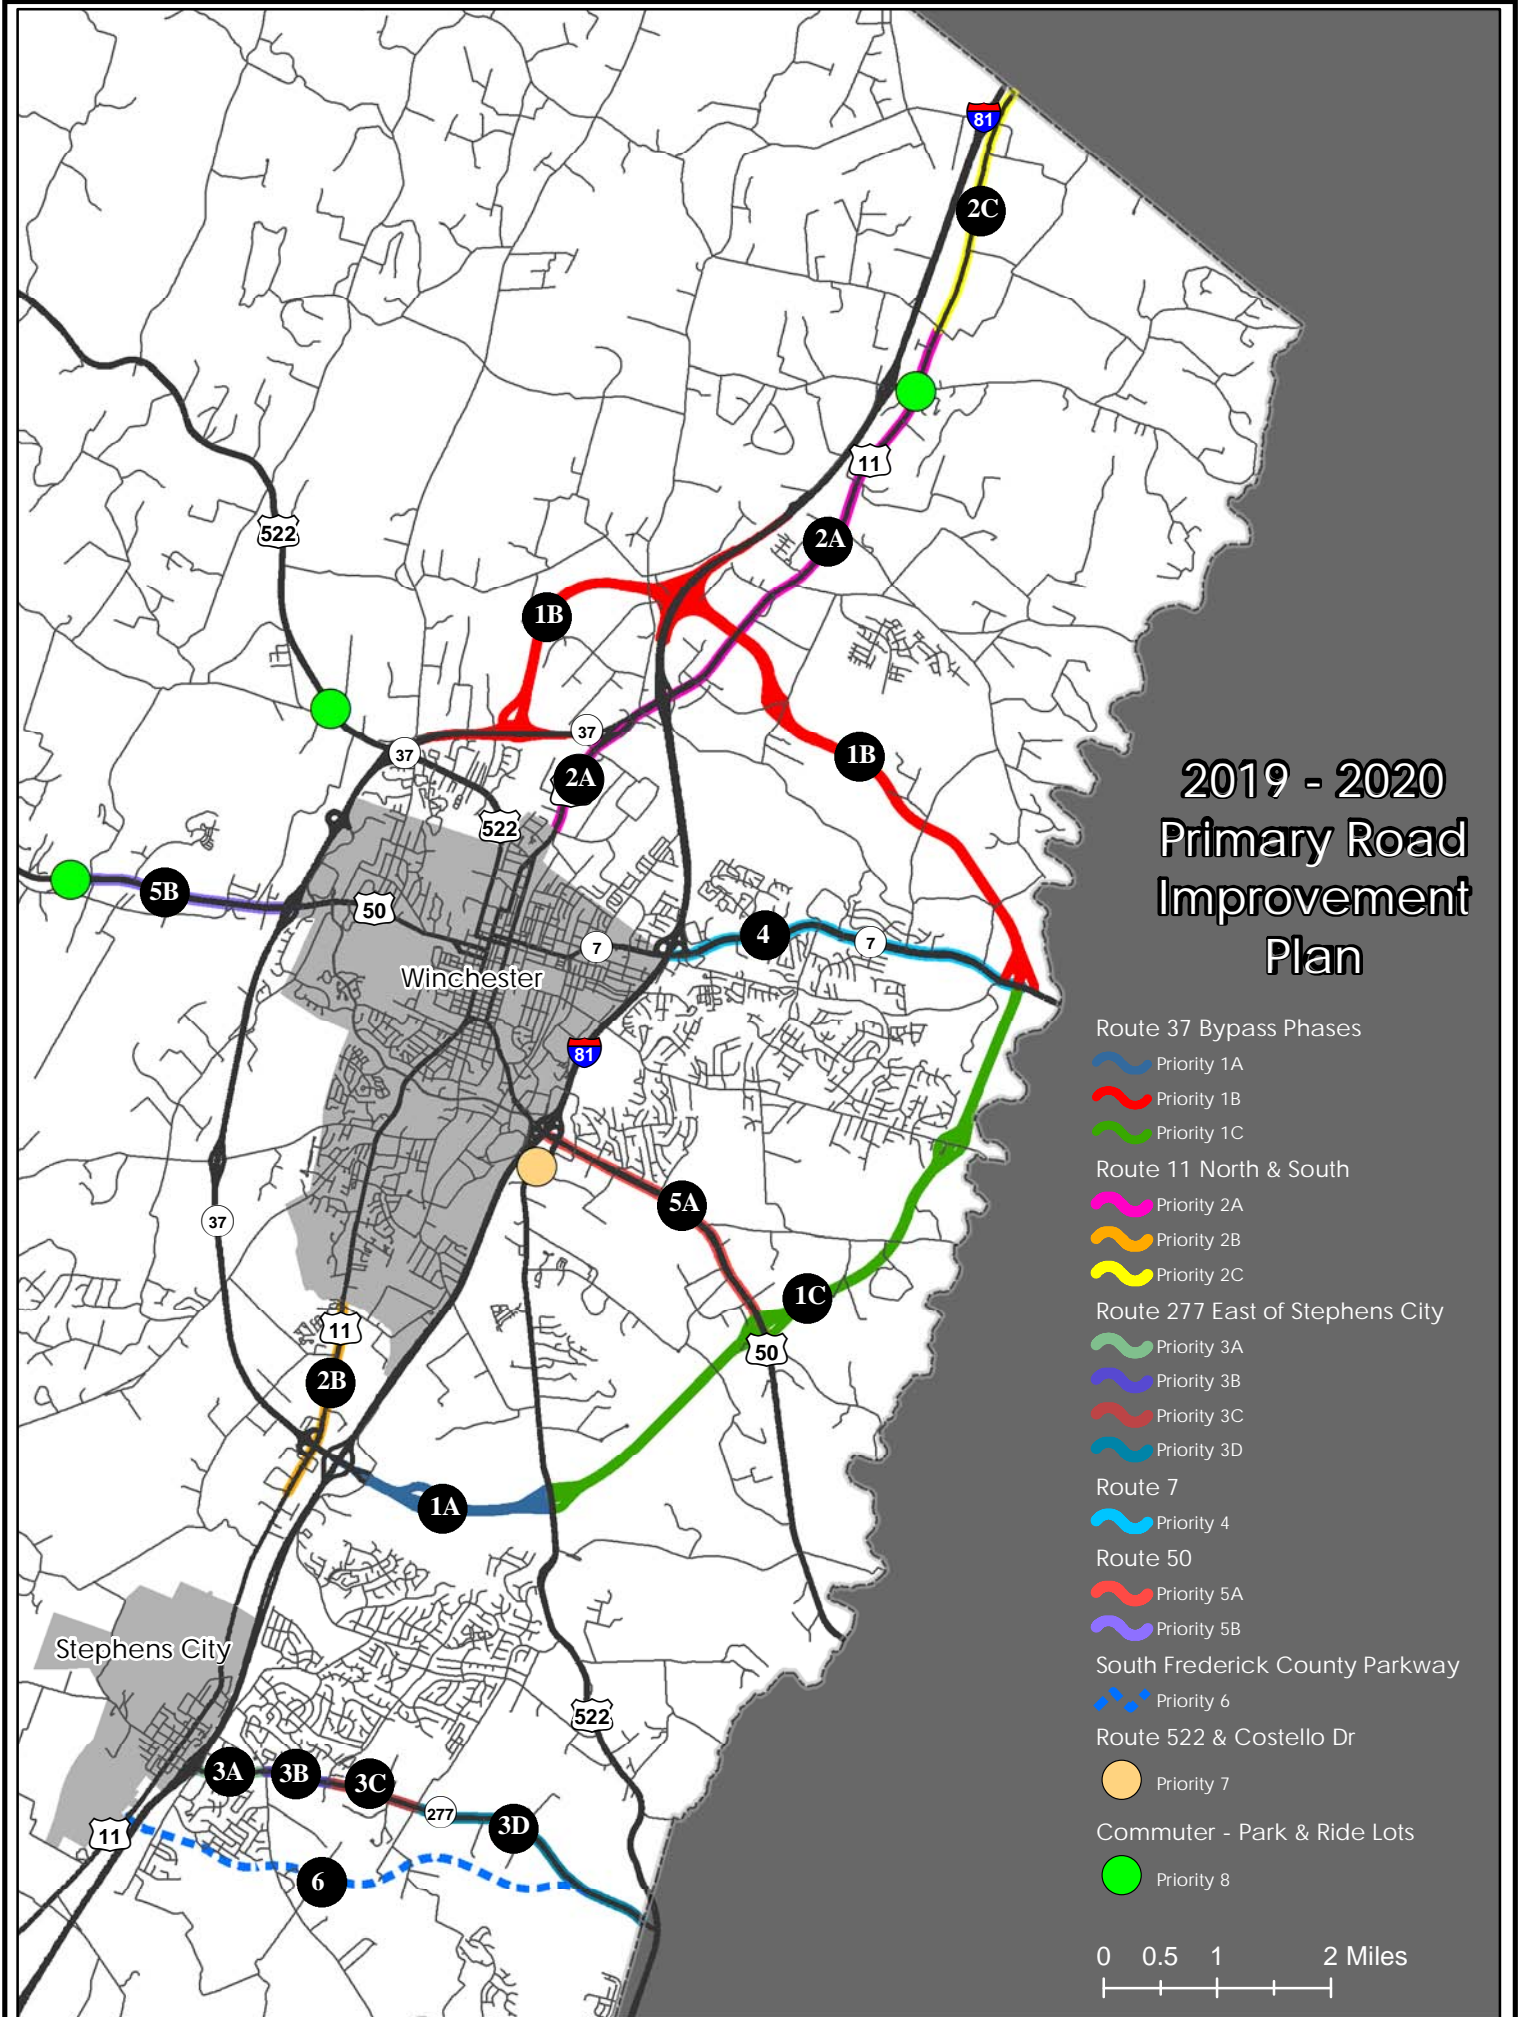 81
2C
11
2A
522
1B
37
37
2A
1B
522
5B
50
7
4
7
Winchester
81
5A
37
1C
11
50
2B
1A
Stephens City
522
3A
3B
3C
277
3D
11
6
2019 - 2020
Primary Road
Improvement
Plan
Route 37 Bypass Phases
Priority 1A
Priority 1B
Priority 1C
Route 11 North & South
Priority 2A
Priority 2B
Priority 2C
Route 277 East of Stephens City
Priority 3A
Priority 3B
Priority 3C
Priority 3D
Route 7
Priority 4
Route 50
Priority 5A
Priority 5B
South Frederick County Parkway
Priority 6
Route 522 & Costello Dr
Priority 7
Commuter - Park & Ride Lots
Priority 8
0 0.5 1 2 Miles